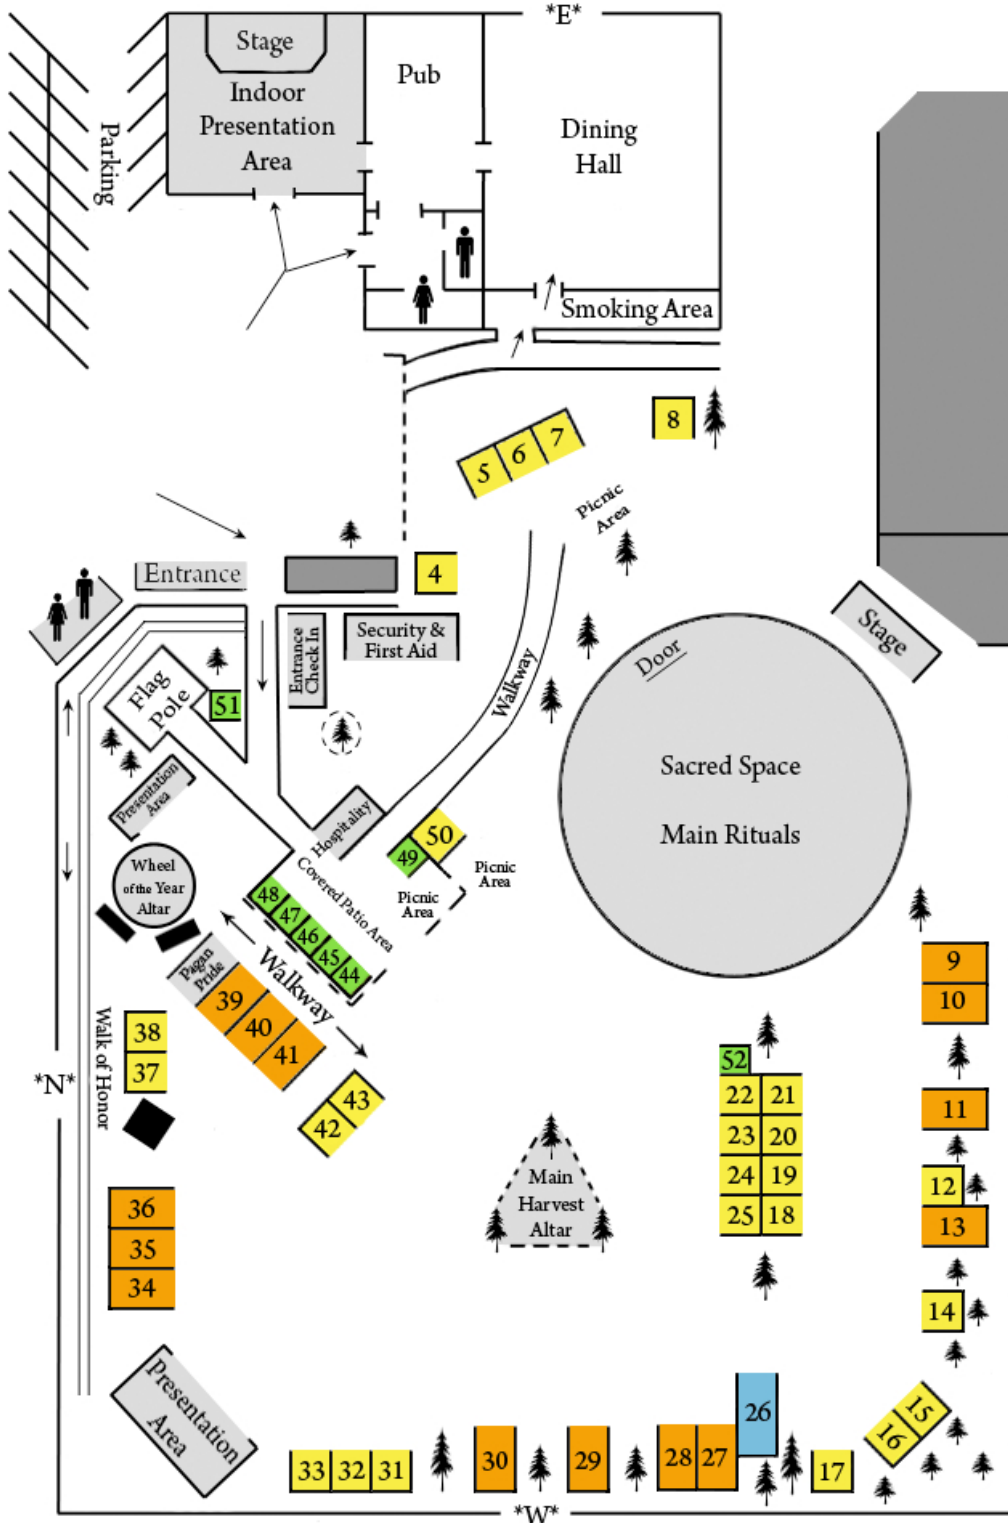 *E*
Stage
Indoor
Presentation
Area
Pub
Dining
Hall
Parking
Smoking Area
8
5
6
7
Picnic
Area
Entrance
4
Security &
First Aid
Entrance
Check In
Stage
Door
Walkway
Flag
Pole
51
Sacred Space
Main Rituals
Presentation
Area
Hospitality
50
49
Picnic
Area
Wheel
of the Year
Altar
Covered Patio Area
Picnic
Area
48
47
46
45
44
Walkway
Pagan
Pride
39
40
41
9
10
38
37
Walk of Honor
*N*
43
42
52
22
21
23
20
24
19
25
18
11
12
13
14
Main
Harvest
Altar
36
35
34
Presentation
Area
33
32
31
30
29
28
27
26
17
16
15
*W*